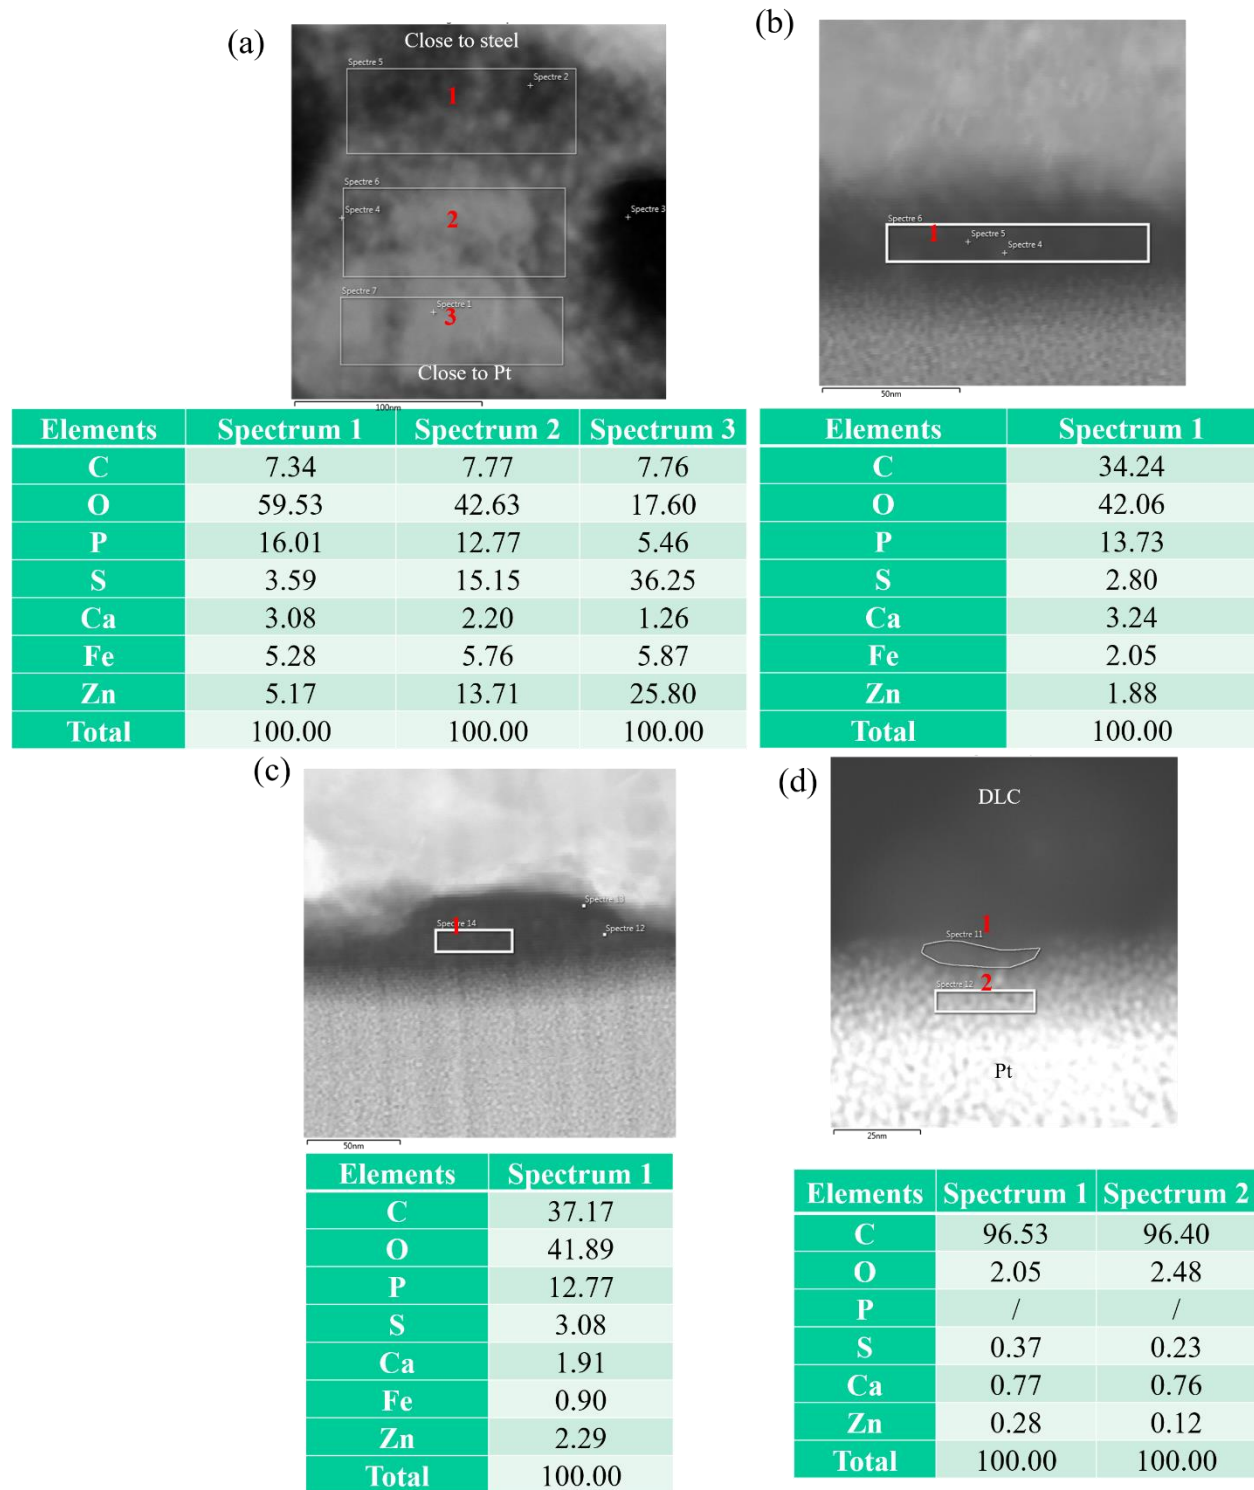 (a)
Close to steel
Spectre 5
Spectre 2
1
Spectre 6
Spectre 4
2
Spectre 3
Spectre 7
Spectre 1
3
Close to Pt
100nm
Elements Spectrum 1 Spectrum 2 Spectrum 3
C 7.34 7.77 7.76
O 59.53 42.63 17.60
P 16.01 12.77 5.46
S 3.59 15.15 36.25
Ca 3.08 2.20 1.26
Fe 5.28 5.76 5.87
Zn 5.17 13.71 25.80
Total 100.00 100.00 100.00
(b)
Spectre 6
1
Spectre 5
Spectre 4
50nm
Elements Spectrum 1
C 34.24
O 42.06
P 13.73
S 2.80
Ca 3.24
Fe 2.05
Zn 1.88
Total 100.00
(c)
Spectre 13
1
Spectre 14
Spectre 12
50nm
Elements Spectrum 1
C 37.17
O 41.89
P 12.77
S 3.08
Ca 1.91
Fe 0.90
Zn 2.29
Total 100.00
(d)
DLC
1
Spectre 11
2
Spectre 12
Pt
25nm
Elements Spectrum 1 Spectrum 2
C 96.53 96.40
O 2.05 2.48
P / /
S 0.37 0.23
Ca 0.77 0.76
Zn 0.28 0.12
Total 100.00 100.00